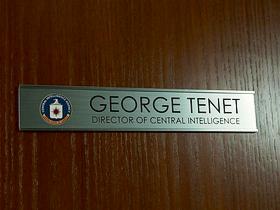 GEORGE TENET
DIRECTOR OF CENTRAL INTELLIGENCE